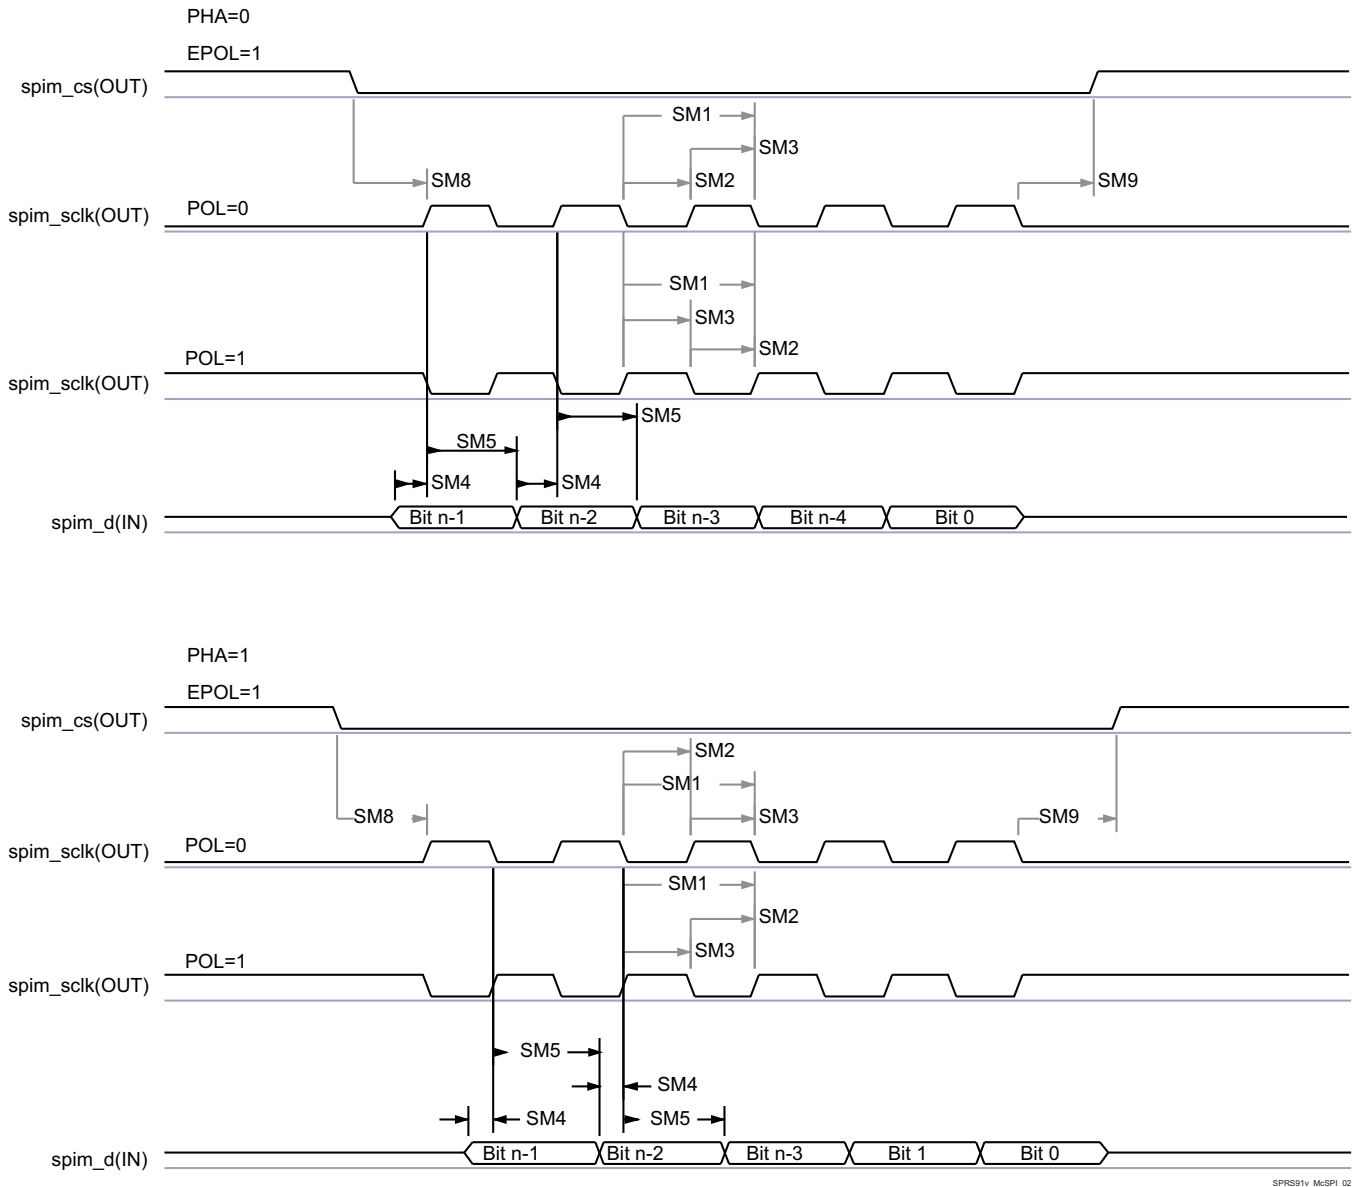 PHA=0
EPOL=1
spim_cs(OUT)
SM1
SM3
SM8
SM2
SM9
POL=0
spim_sclk(OUT)
SM1
SM3
SM2
POL=1
spim_sclk(OUT)
SM5
SM5
SM4
SM4
spim_d(IN)
Bit n-1
Bit n-2
Bit n-3
Bit n-4
Bit 0
PHA=1
EPOL=1
spim_cs(OUT)
SM2
SM1
SM8
SM3
SM9
POL=0
spim_sclk(OUT)
SM1
SM2
SM3
POL=1
spim_sclk(OUT)
SM5
SM4
SM4
SM5
spim_d(IN)
Bit n-1
Bit n-2
Bit n-3
Bit 1
Bit 0
SPRS91v_McSPI_02